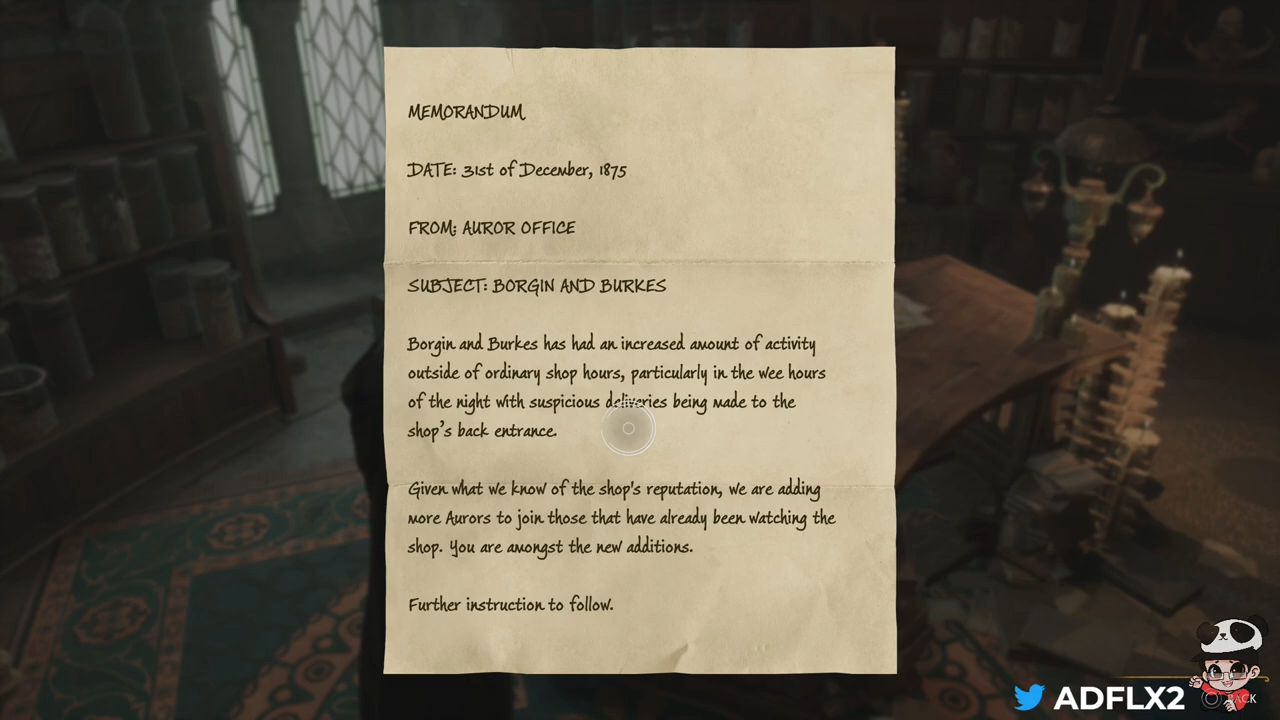 MEMORANDUM
DATE: 31st of December, 1875
FROM: AUROR OFFICE
SUBJECT: BORGIN AND BURKES
Borgin and Burkes has had an increased amount of activity
outside of ordinary shop hours, particularly in the wee hours
of the night with suspicious deliveries being made to the
shop's back entrance.
Given what we know of the shop's reputation, we are adding
more Aurors to join those that have already been watching the
shop. You are amongst the new additions.
Further instruction to follow.
ADFLX2
BACK